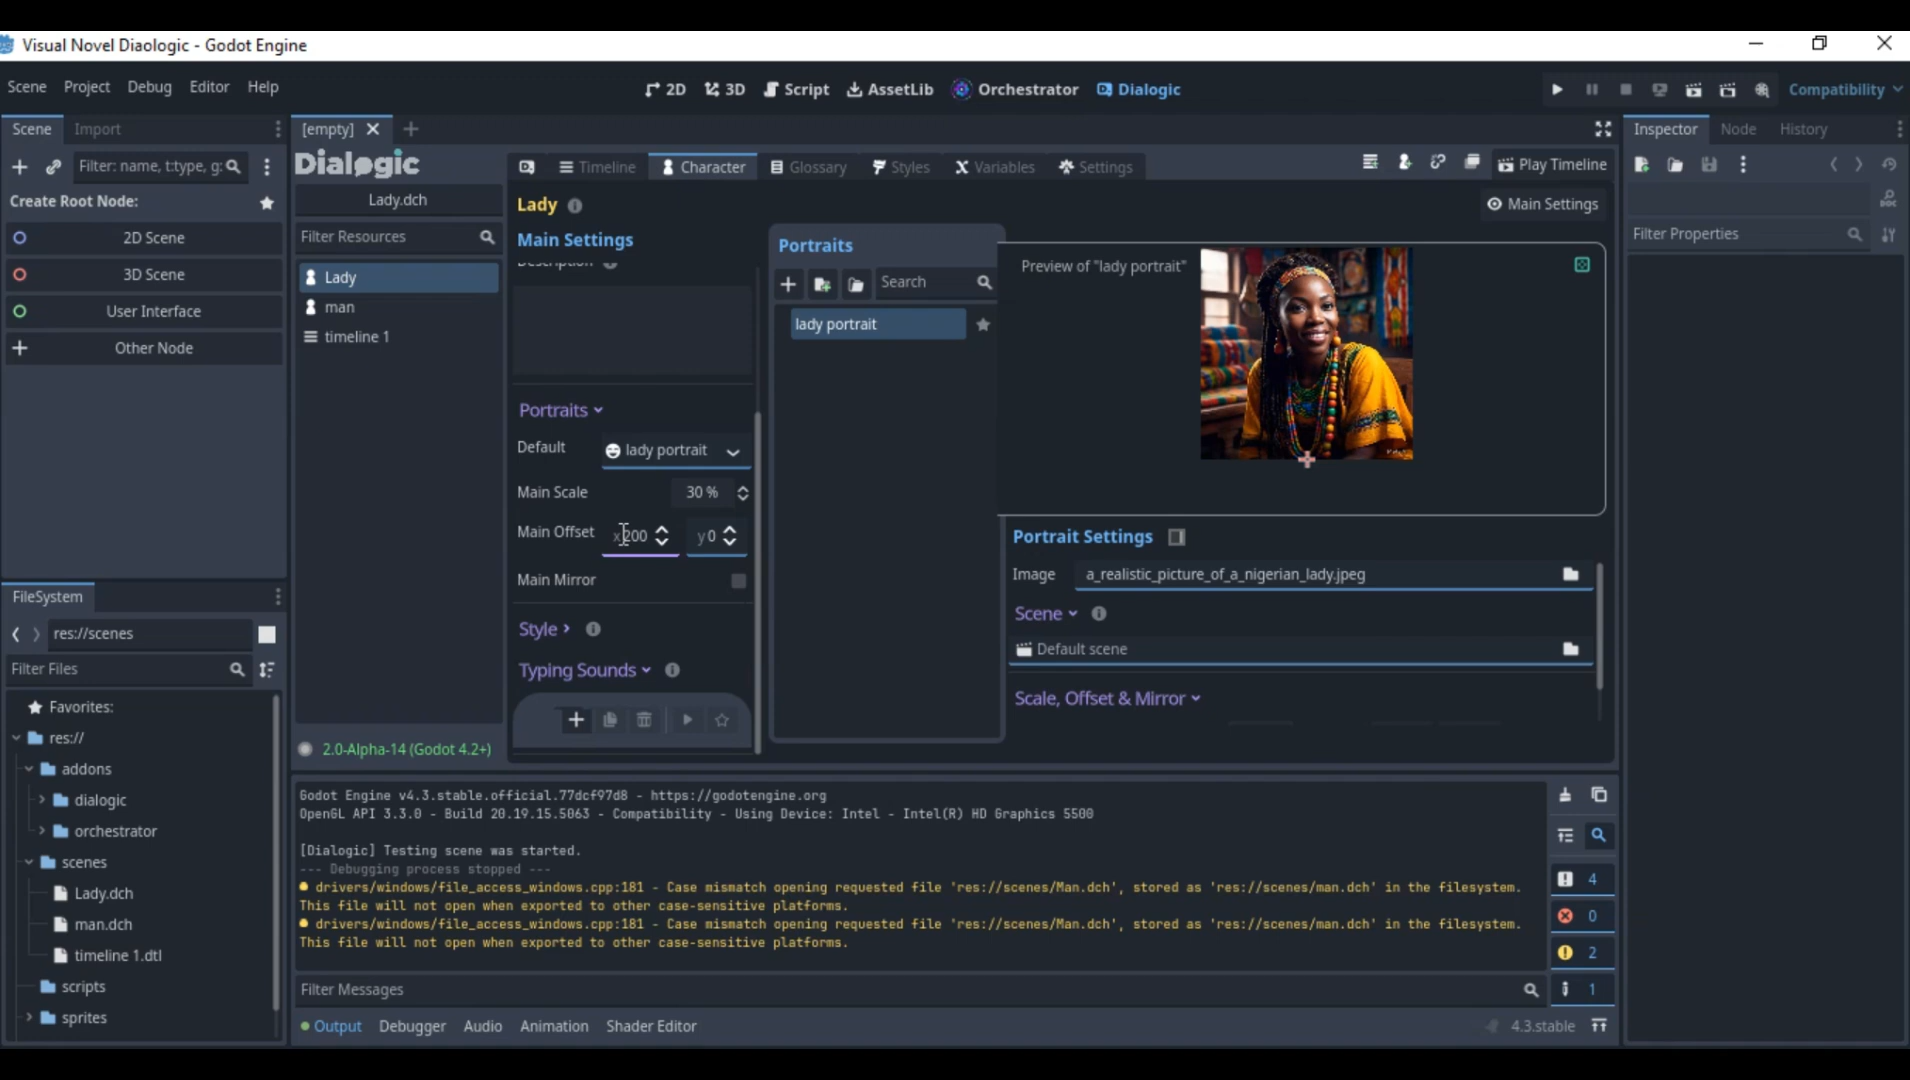 Visual Novel Diaologic - Godot Engine
Scene Project Debug Editor Help
2D 3D Script AssetLib Orchestrator Dialogic
Compatibility
Scene Import
[empty]
Inspector Node History
Filter: name, t:type, g:
Dialogic
Timeline Character Glossary Styles Variables Settings
Play Timeline
Create Root Node:
Lady.dch
Lady
Main Settings
2D Scene
Filter Resources
Main Settings
Portraits
Filter Properties
Description
3D Scene
Lady
Search
Preview of "lady portrait"
User Interface
man
lady portrait
Other Node
timeline 1
Portraits
Default lady portrait
Main Scale 30 %
Main Offset x 200 y 0
Portrait Settings
Main Mirror
Image a_realistic_picture_of_a_nigerian_lady.jpeg
FileSystem
Scene
res://scenes
Style
Default scene
Filter Files
Typing Sounds
Scale, Offset & Mirror
Favorites:
res://
2.0-Alpha-14 (Godot 4.2+)
addons
dialogic
orchestrator
scenes
Lady.dch
man.dch
timeline 1.dtl
scripts
sprites
Godot Engine v4.3.stable.official.77dcf97d8 - https://godotengine.org
OpenGL API 3.3.0 - Build 20.19.15.5063 - Compatibility - Using Device: Intel - Intel(R) HD Graphics 5500
[Dialogic] Testing scene was started.
--- Debugging process stopped ---
drivers/windows/file_access_windows.cpp:181 - Case mismatch opening requested file 'res://scenes/Man.dch', stored as 'res://scenes/man.dch' in the filesystem.
This file will not open when exported to other case-sensitive platforms.
drivers/windows/file_access_windows.cpp:181 - Case mismatch opening requested file 'res://scenes/Man.dch', stored as 'res://scenes/man.dch' in the filesystem.
This file will not open when exported to other case-sensitive platforms.
4
0
2
1
Filter Messages
Output Debugger Audio Animation Shader Editor
4.3.stable